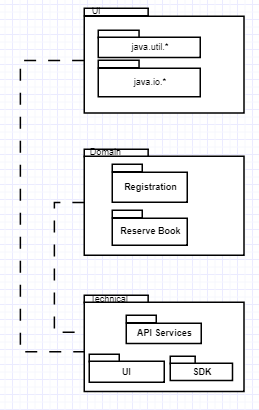 UI
java.util.*
java.io.*
Domain
Registration
Reserve Book
Technical
API Services
UI
SDK